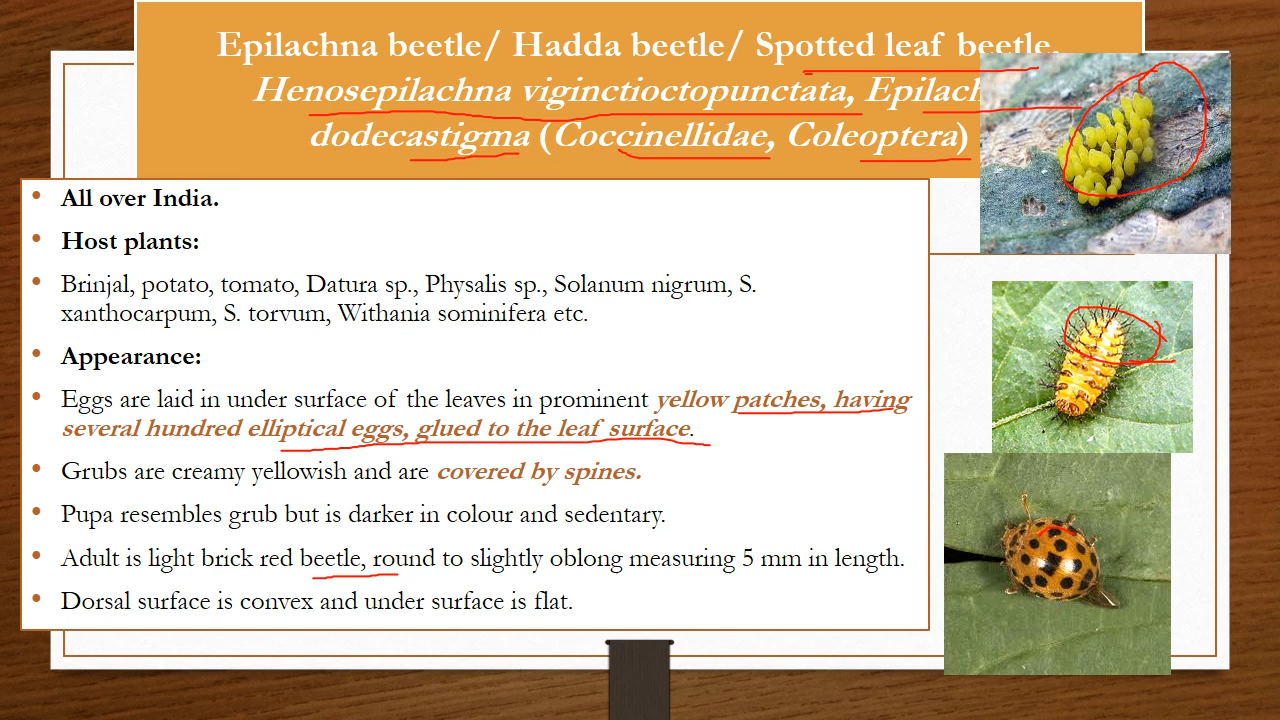 Epilachna beetle/ Hadda beetle/ Spotted leaf beetle,
Henosepilachna viginctioctopunctata,
dodecastigma (Coccinellidae, Coleoptera)
• All over India.
• Host plants:
• Brinjal, potato, tomato, Datura sp., Physalis sp., Solanum nigrum, S.
xanthocarpum, S. torvum, Withania sominifera etc.
• Appearance:
• Eggs are laid in under surface of the leaves in prominent yellow patches, having
several hundred elliptical eggs, glued to the leaf surface.
• Grubs are creamy yellowish and are covered by spines.
• Pupa resembles grub but is darker in colour and sedentary.
• Adult is light brick red beetle, round to slightly oblong measuring 5 mm in length.
• Dorsal surface is convex and under surface is flat.